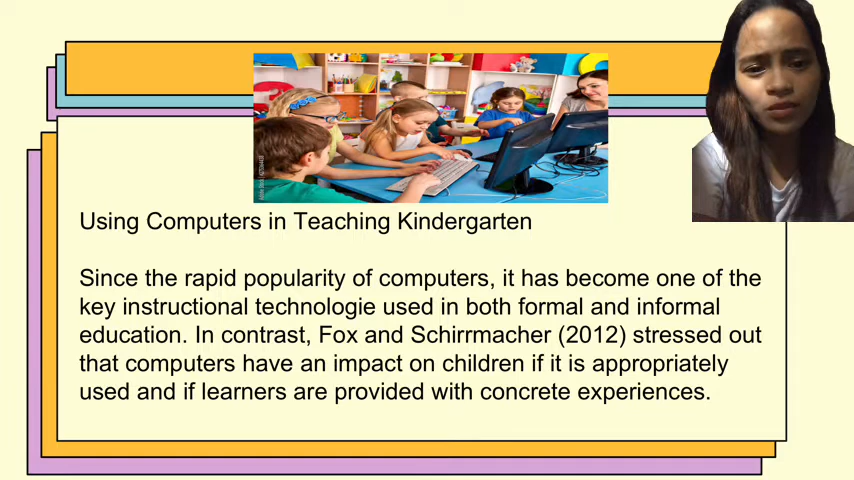 Using Computers in Teaching Kindergarten
Since the rapid popularity of computers, it has become one of the
key instructional technologie used in both formal and informal
education. In contrast, Fox and Schirrmacher (2012) stressed out
that computers have an impact on children if it is appropriately
used and if learners are provided with concrete experiences.